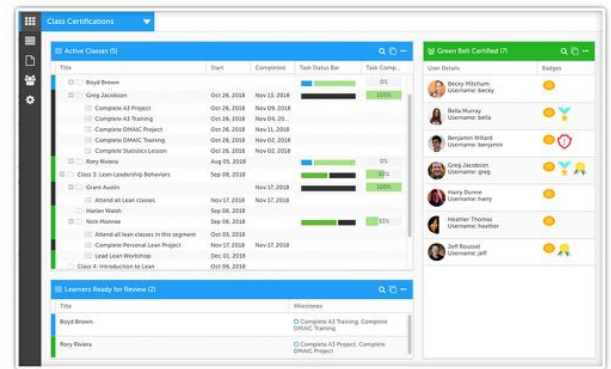 Class Certifications
Active Classes (5)
Title Start Completed Task Status Bar Task Comp...
Boyd Brown 0%
Greg Jacobson Oct 26, 2018 Nov 13, 2018 100%
Complete A3 Project Oct 26, 2018 Nov 09, 2018
Complete A3 Training Oct 26, 2018 Nov 04, 20...
Complete DMAIC Project Oct 26, 2018 Nov 11, 2018
Complete DMAIC Training Oct 26, 2018 Nov 02, 2018
Complete Statistics Lesson Oct 26, 2018 Nov 02, 2018
Rory Riviera Aug 05, 2018 0%
Class 3: Lean Leadership Behaviors Sep 08, 2018 50%
Grant Austin Nov 17, 2018 100%
Attend all Lean classes Nov 17, 2018 Nov 17, 2018
Harlan Walsh Sep 06, 2018
Nick Monroe Sep 06, 2018 33%
Attend all lean classes in this segment Oct 03, 2018
Complete Personal Lean Project Nov 17, 2018 Nov 17, 2018
Lead Lean Workshop Dec 01, 2018
Class 4: Introduction to Lean Oct 04, 2018
Learners Ready for Review (2)
Title Milestones
Boyd Brown Complete A3 Training, Complete
DMAIC Training
Rory Riviera Complete A3 Project, Complete
DMAIC Project
Green Belt Certified (7)
User Details Badges
Becky Mitchum
Username: becky
Bella Murray
Username: bella
Benjamin Millard
Username: benjamin
Greg Jacobson
Username: greg
Harry Dunne
Username: harry
Heather Thomas
Username: heather
Jeff Roussel
Username: jeff